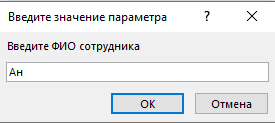 Введите значение параметра
?
Введите ФИО сотрудника
Ан
ОК
Отмена